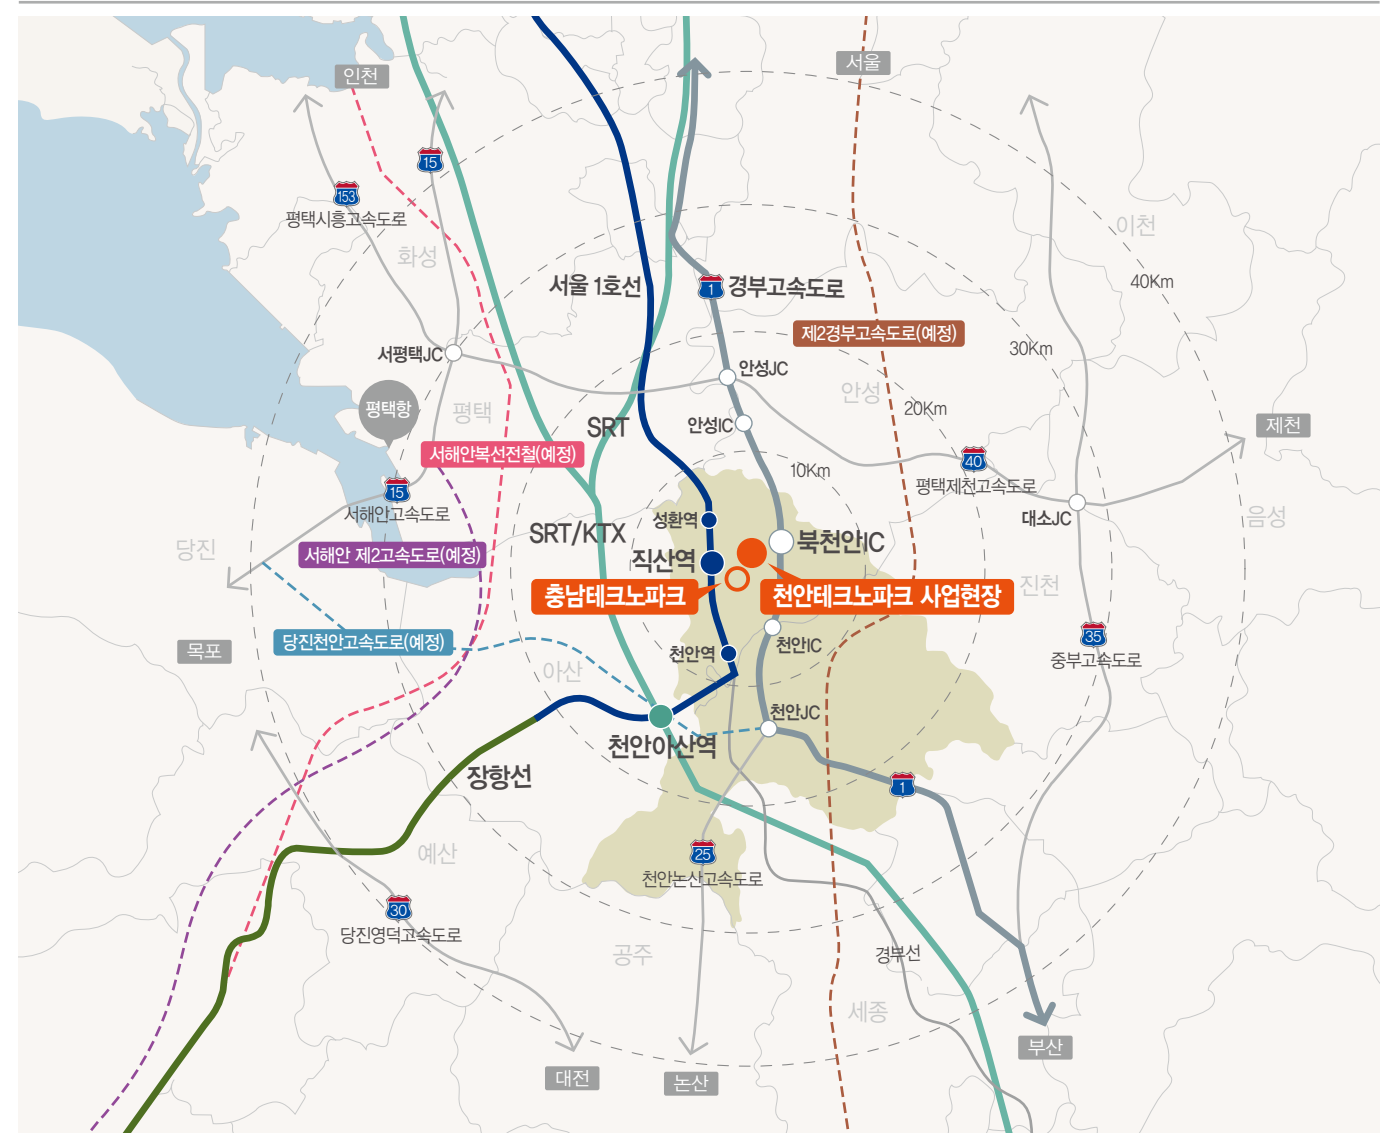 서울
인천
15
153
평택시흥고속도로
이천
화성
40Km
서울 1호선
1
경부고속도로
제2경부고속도로(예정)
30Km
서평택JC
안성JC
안성
평택항
평택
20Km
SRT
안성IC
제천
서해안복선전철(예정)
10Km
40
평택제천고속도로
15
서해안고속도로
대소JC
음성
성환역
SRT/KTX
당진
서해안 제2고속도로(예정)
직산역
북천안IC
진천
충남테크노파크
천안테크노파크 사업현장
당진천안고속도로(예정)
목포
천안역
천안IC
35
중부고속도로
아산
천안JC
천안아산역
장항선
1
예산
25
천안논산고속도로
30
당진영덕고속도로
공주
경부선
세종
부산
대전
논산